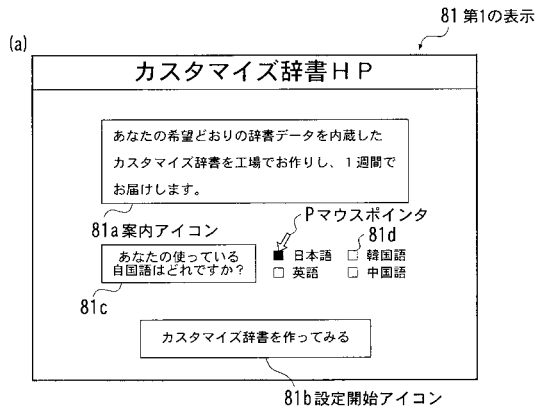 81 第1の表示
(a)
カスタマイズ辞書HP
あなたの希望どおりの辞書データを内蔵した
カスタマイズ辞書を工場でお作りし、1週間で
お届けします。
81a案内アイコン
Pマウスポインタ
81d
あなたの使っている
自国語はどれですか?
■ 日本語 □ 韓国語
□ 英語 □ 中国語
81c
カスタマイズ辞書を作ってみる
81b設定開始アイコン